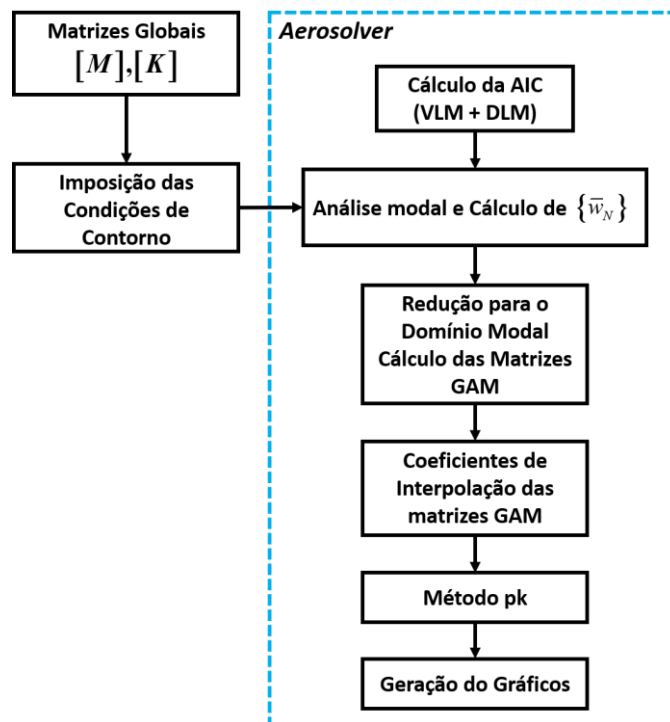 Matrizes Globais
[M],[K]
Imposição das
Condições de
Contorno
Aerosolver
Cálculo da AIC
(VLM + DLM)
Análise modal e Cálculo de {w̄_N}
Redução para o
Domínio Modal
Cálculo das Matrizes
GAM
Coeficientes de
Interpolação das
matrizes GAM
Método pk
Geração do Gráficos